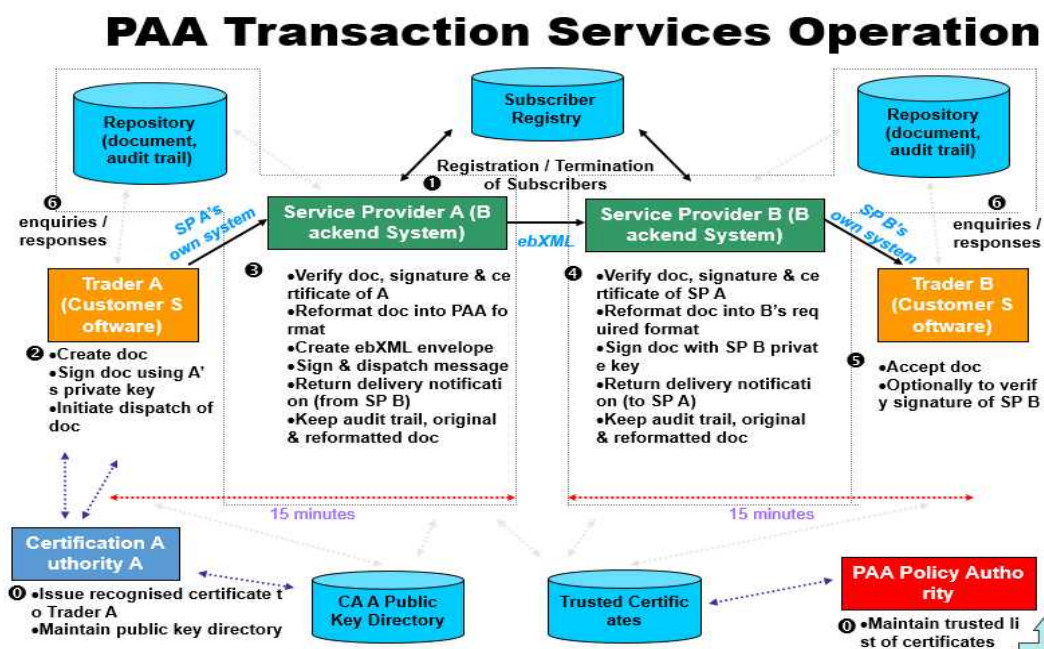 PAA Transaction Services Operation
Repository
(document,
audit trail)
Subscriber
Registry
Repository
(document,
audit trail)
❶ Registration / Termination
of Subscribers
❻
enquiries /
responses
SP A's
own system
Service Provider A (B
ackend System)
ebXML
Service Provider B (B
ackend System)
SP B's
own system
❻
enquiries /
responses
Trader A
(Customer S
oftware)
❷ •Create doc
•Sign doc using A'
s private key
•Initiate dispatch of
doc
❸ •Verify doc, signature & ce
rtificate of A
•Reformat doc into PAA fo
rmat
•Create ebXML envelope
•Sign & dispatch message
•Return delivery notificati
on (from SP B)
•Keep audit trail, original
& reformatted doc
❹ •Verify doc, signature & ce
rtificate of SP A
•Reformat doc into B's req
uired format
•Sign doc with SP B privat
e key
•Return delivery notificati
on (to SP A)
•Keep audit trail, original
& reformatted doc
Trader B
(Customer S
oftware)
❺ •Accept doc
•Optionally to verif
y signature of SP B
15 minutes
15 minutes
Certification A
uthority A
⓿ •Issue recognised certificate t
o Trader A
•Maintain public key directory
CA A Public
Key Directory
Trusted Certific
ates
PAA Policy Autho
rity
⓿ •Maintain trusted li
st of certificates